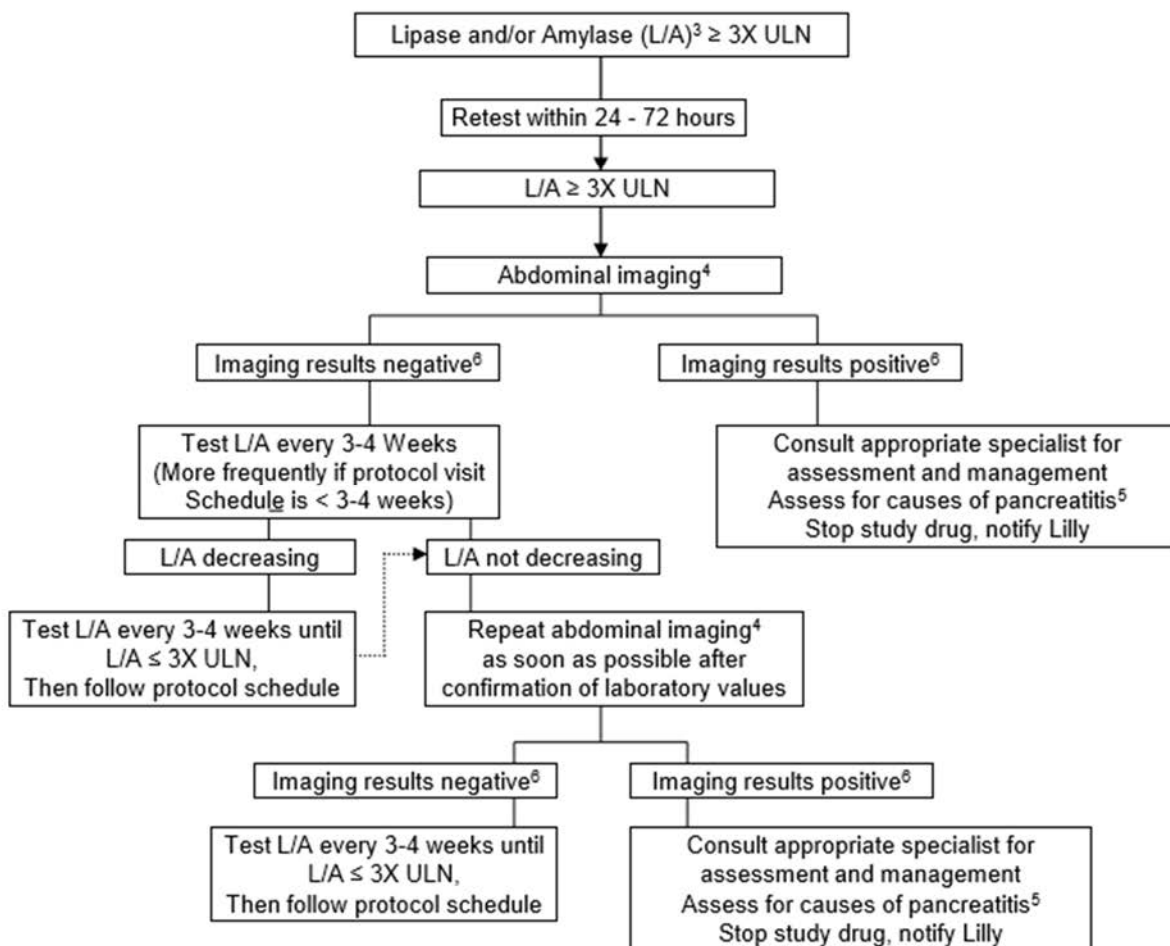 Lipase and/or Amylase (L/A)³ ≥ 3X ULN
Retest within 24 - 72 hours
L/A ≥ 3X ULN
Abdominal imaging⁴
Imaging results negative⁶
Imaging results positive⁶
Test L/A every 3-4 Weeks
(More frequently if protocol visit
Schedule is < 3-4 weeks)
Consult appropriate specialist for
assessment and management
Assess for causes of pancreatitis⁵
Stop study drug, notify Lilly
L/A decreasing
L/A not decreasing
Test L/A every 3-4 weeks until
L/A ≤ 3X ULN,
Then follow protocol schedule
Repeat abdominal imaging⁴
as soon as possible after
confirmation of laboratory values
Imaging results negative⁶
Imaging results positive⁶
Test L/A every 3-4 weeks until
L/A ≤ 3X ULN,
Then follow protocol schedule
Consult appropriate specialist for
assessment and management
Assess for causes of pancreatitis⁵
Stop study drug, notify Lilly